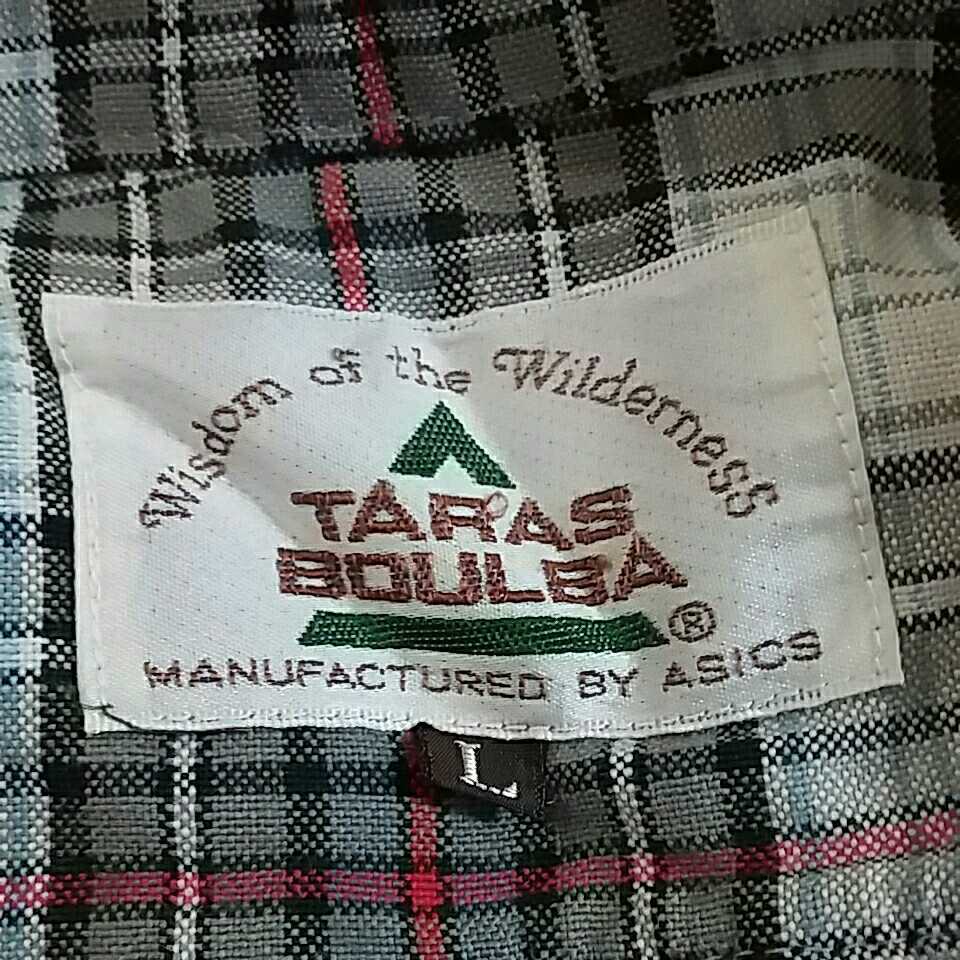 Wisdom of the Wilderness
TARAS
BOULBA®
MANUFACTURED BY ASICS
L